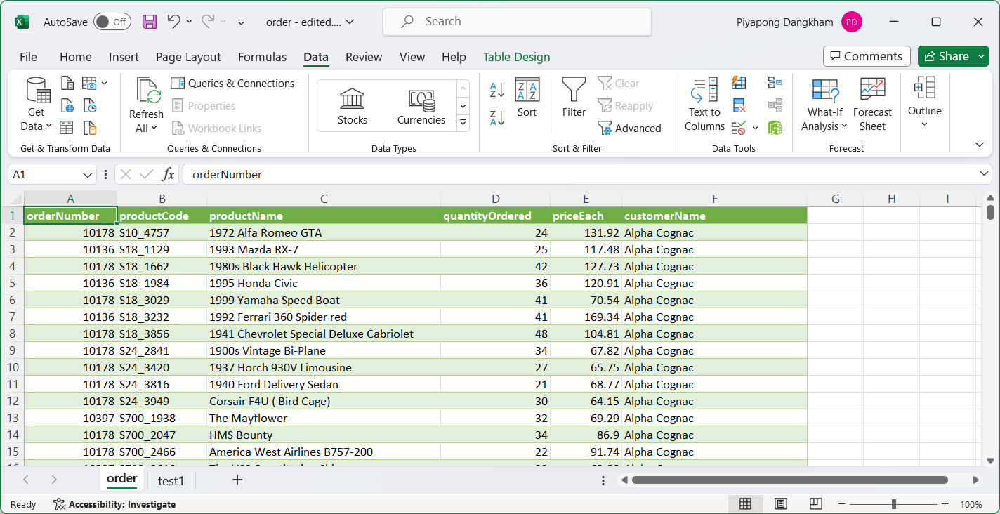 AutoSave Off order - edited.... Search Piyapong Dangkham PD
File Home Insert Page Layout Formulas Data Review View Help Table Design Comments Share
Get Data
Refresh All
Queries & Connections
Properties
Workbook Links
Stocks
Currencies
Sort
Filter
Clear
Reapply
Advanced
Text to Columns
What-If Analysis
Forecast Sheet
Outline
Get & Transform Data Queries & Connections Data Types Sort & Filter Data Tools Forecast
A1 fx orderNumber
A B C D E F G H I
1 orderNumber productCode productName quantityOrdered priceEach customerName
2 10178 S10_4757 1972 Alfa Romeo GTA 24 131.92 Alpha Cognac
3 10136 S18_1129 1993 Mazda RX-7 25 117.48 Alpha Cognac
4 10178 S18_1662 1980s Black Hawk Helicopter 42 127.73 Alpha Cognac
5 10136 S18_1984 1995 Honda Civic 36 120.91 Alpha Cognac
6 10178 S18_3029 1999 Yamaha Speed Boat 41 70.54 Alpha Cognac
7 10136 S18_3232 1992 Ferrari 360 Spider red 41 169.34 Alpha Cognac
8 10178 S18_3856 1941 Chevrolet Special Deluxe Cabriolet 48 104.81 Alpha Cognac
9 10178 S24_2841 1900s Vintage Bi-Plane 34 67.82 Alpha Cognac
10 10178 S24_3420 1937 Horch 930V Limousine 27 65.75 Alpha Cognac
11 10178 S24_3816 1940 Ford Delivery Sedan 21 68.77 Alpha Cognac
12 10178 S24_3949 Corsair F4U ( Bird Cage) 30 64.15 Alpha Cognac
13 10397 S700_1938 The Mayflower 32 69.29 Alpha Cognac
14 10178 S700_2047 HMS Bounty 34 86.9 Alpha Cognac
15 10178 S700_2466 America West Airlines B757-200 22 91.74 Alpha Cognac
order test1
Ready Accessibility: Investigate 100%